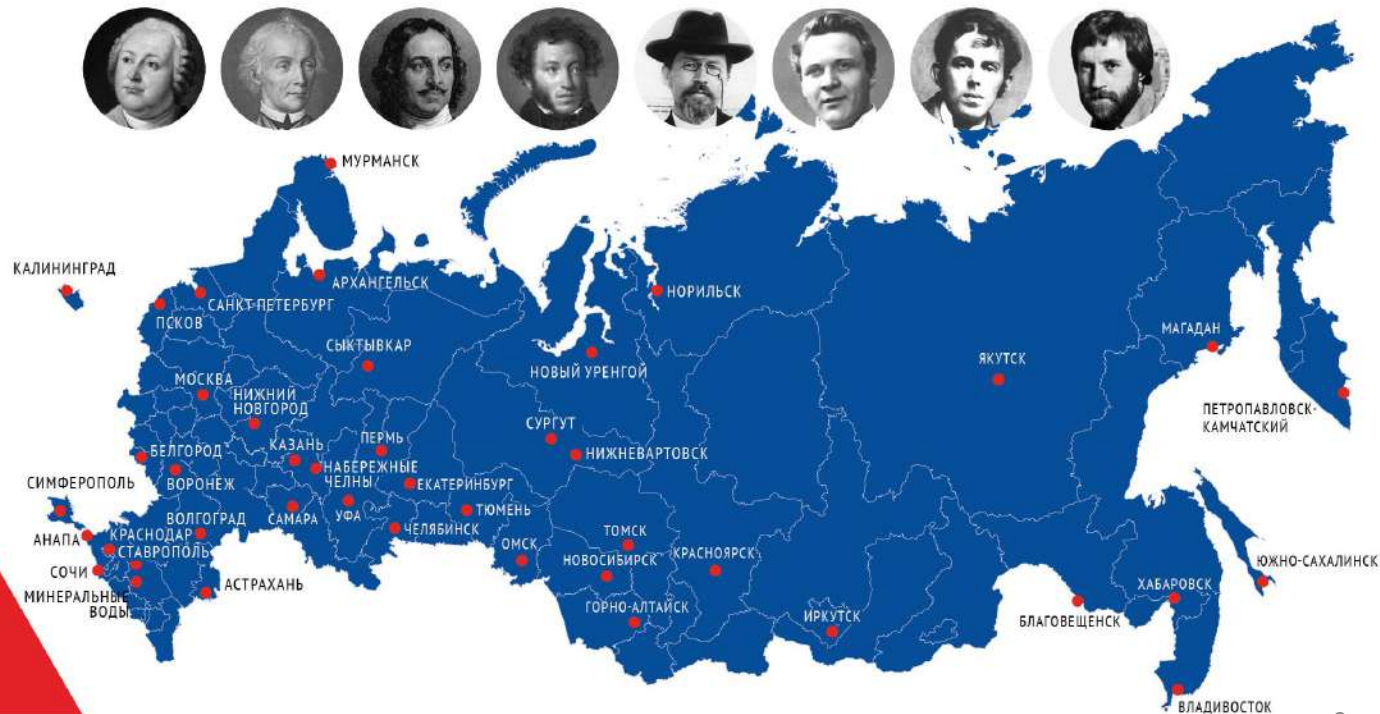 МУРМАНСК
КАЛИНИНГРАД
АРХАНГЕЛЬСК
НОРИЛЬСК
САНКТ-ПЕТЕРБУРГ
ПСКОВ
МАГАДАН
СЫКТЫВКАР
ЯКУТСК
НОВЫЙ УРЕНГОЙ
МОСКВА
НИЖНИЙ
НОВГОРОД
ПЕТРОПАВЛОВСК-
КАМЧАТСКИЙ
СУРГУТ
КАЗАНЬ
ПЕРМЬ
БЕЛГОРОД
НИЖНЕВАРТОВСК
НАБЕРЕЖНЫЕ
ЧЕЛНЫ
СИМФЕРОПОЛЬ
ВОРОНЕЖ
ЕКАТЕРИНБУРГ
ТЮМЕНЬ
ВОЛГОГРАД
САМАРА
УФА
ЧЕЛЯБИНСК
ТОМСК
АНАПА
КРАСНОДАР
СТАВРОПОЛЬ
ОМСК
КРАСНОЯРСК
НОВОСИБИРСК
ЮЖНО-САХАЛИНСК
СОЧИ
АСТРАХАНЬ
ХАБАРОВСК
МИНЕРАЛЬНЫЕ
ВОДЫ
ГОРНО-АЛТАЙСК
ИРКУТСК
БЛАГОВЕЩЕНСК
ВЛАДИВОСТОК